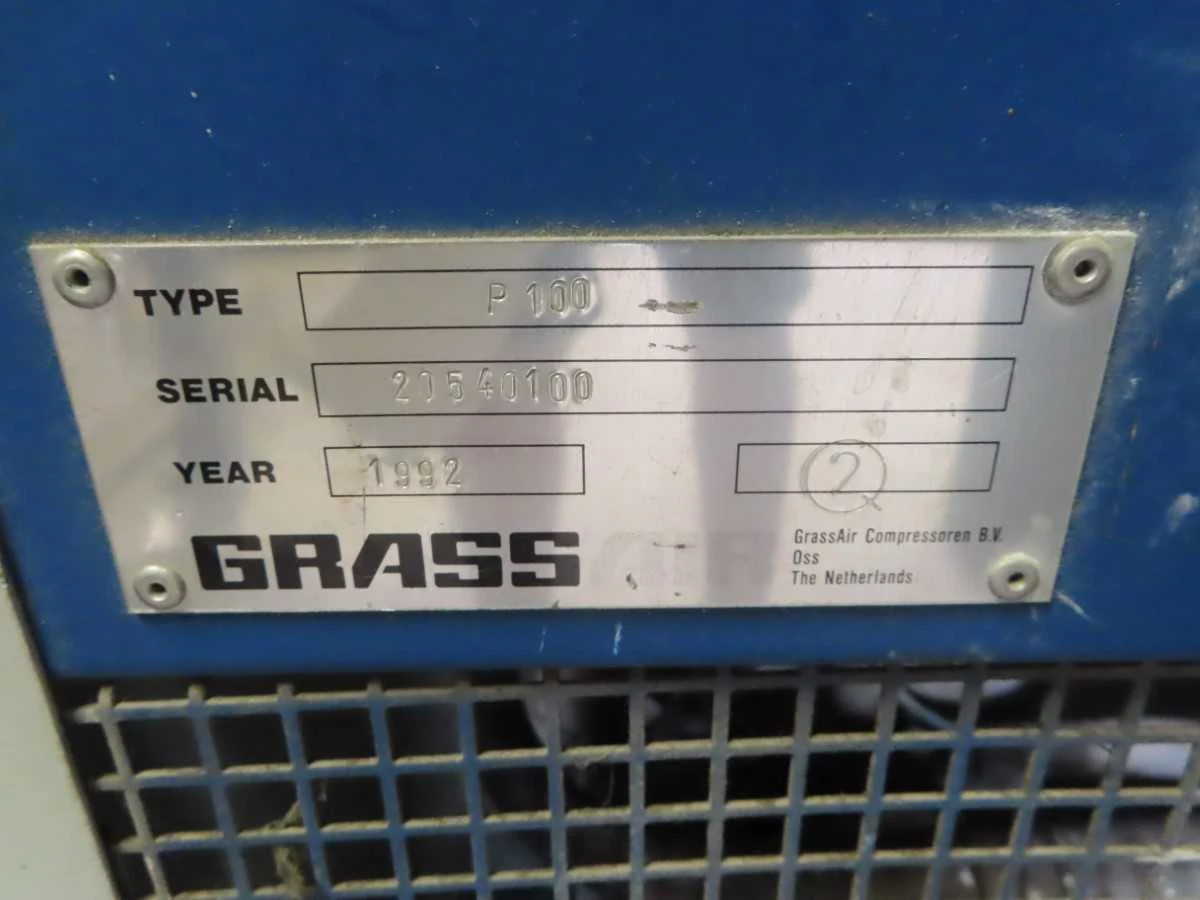 TYPE P 100
SERIAL 20540100
YEAR 1992 2
GRASS
GrassAir Compressoren B.V.
Oss
The Netherlands